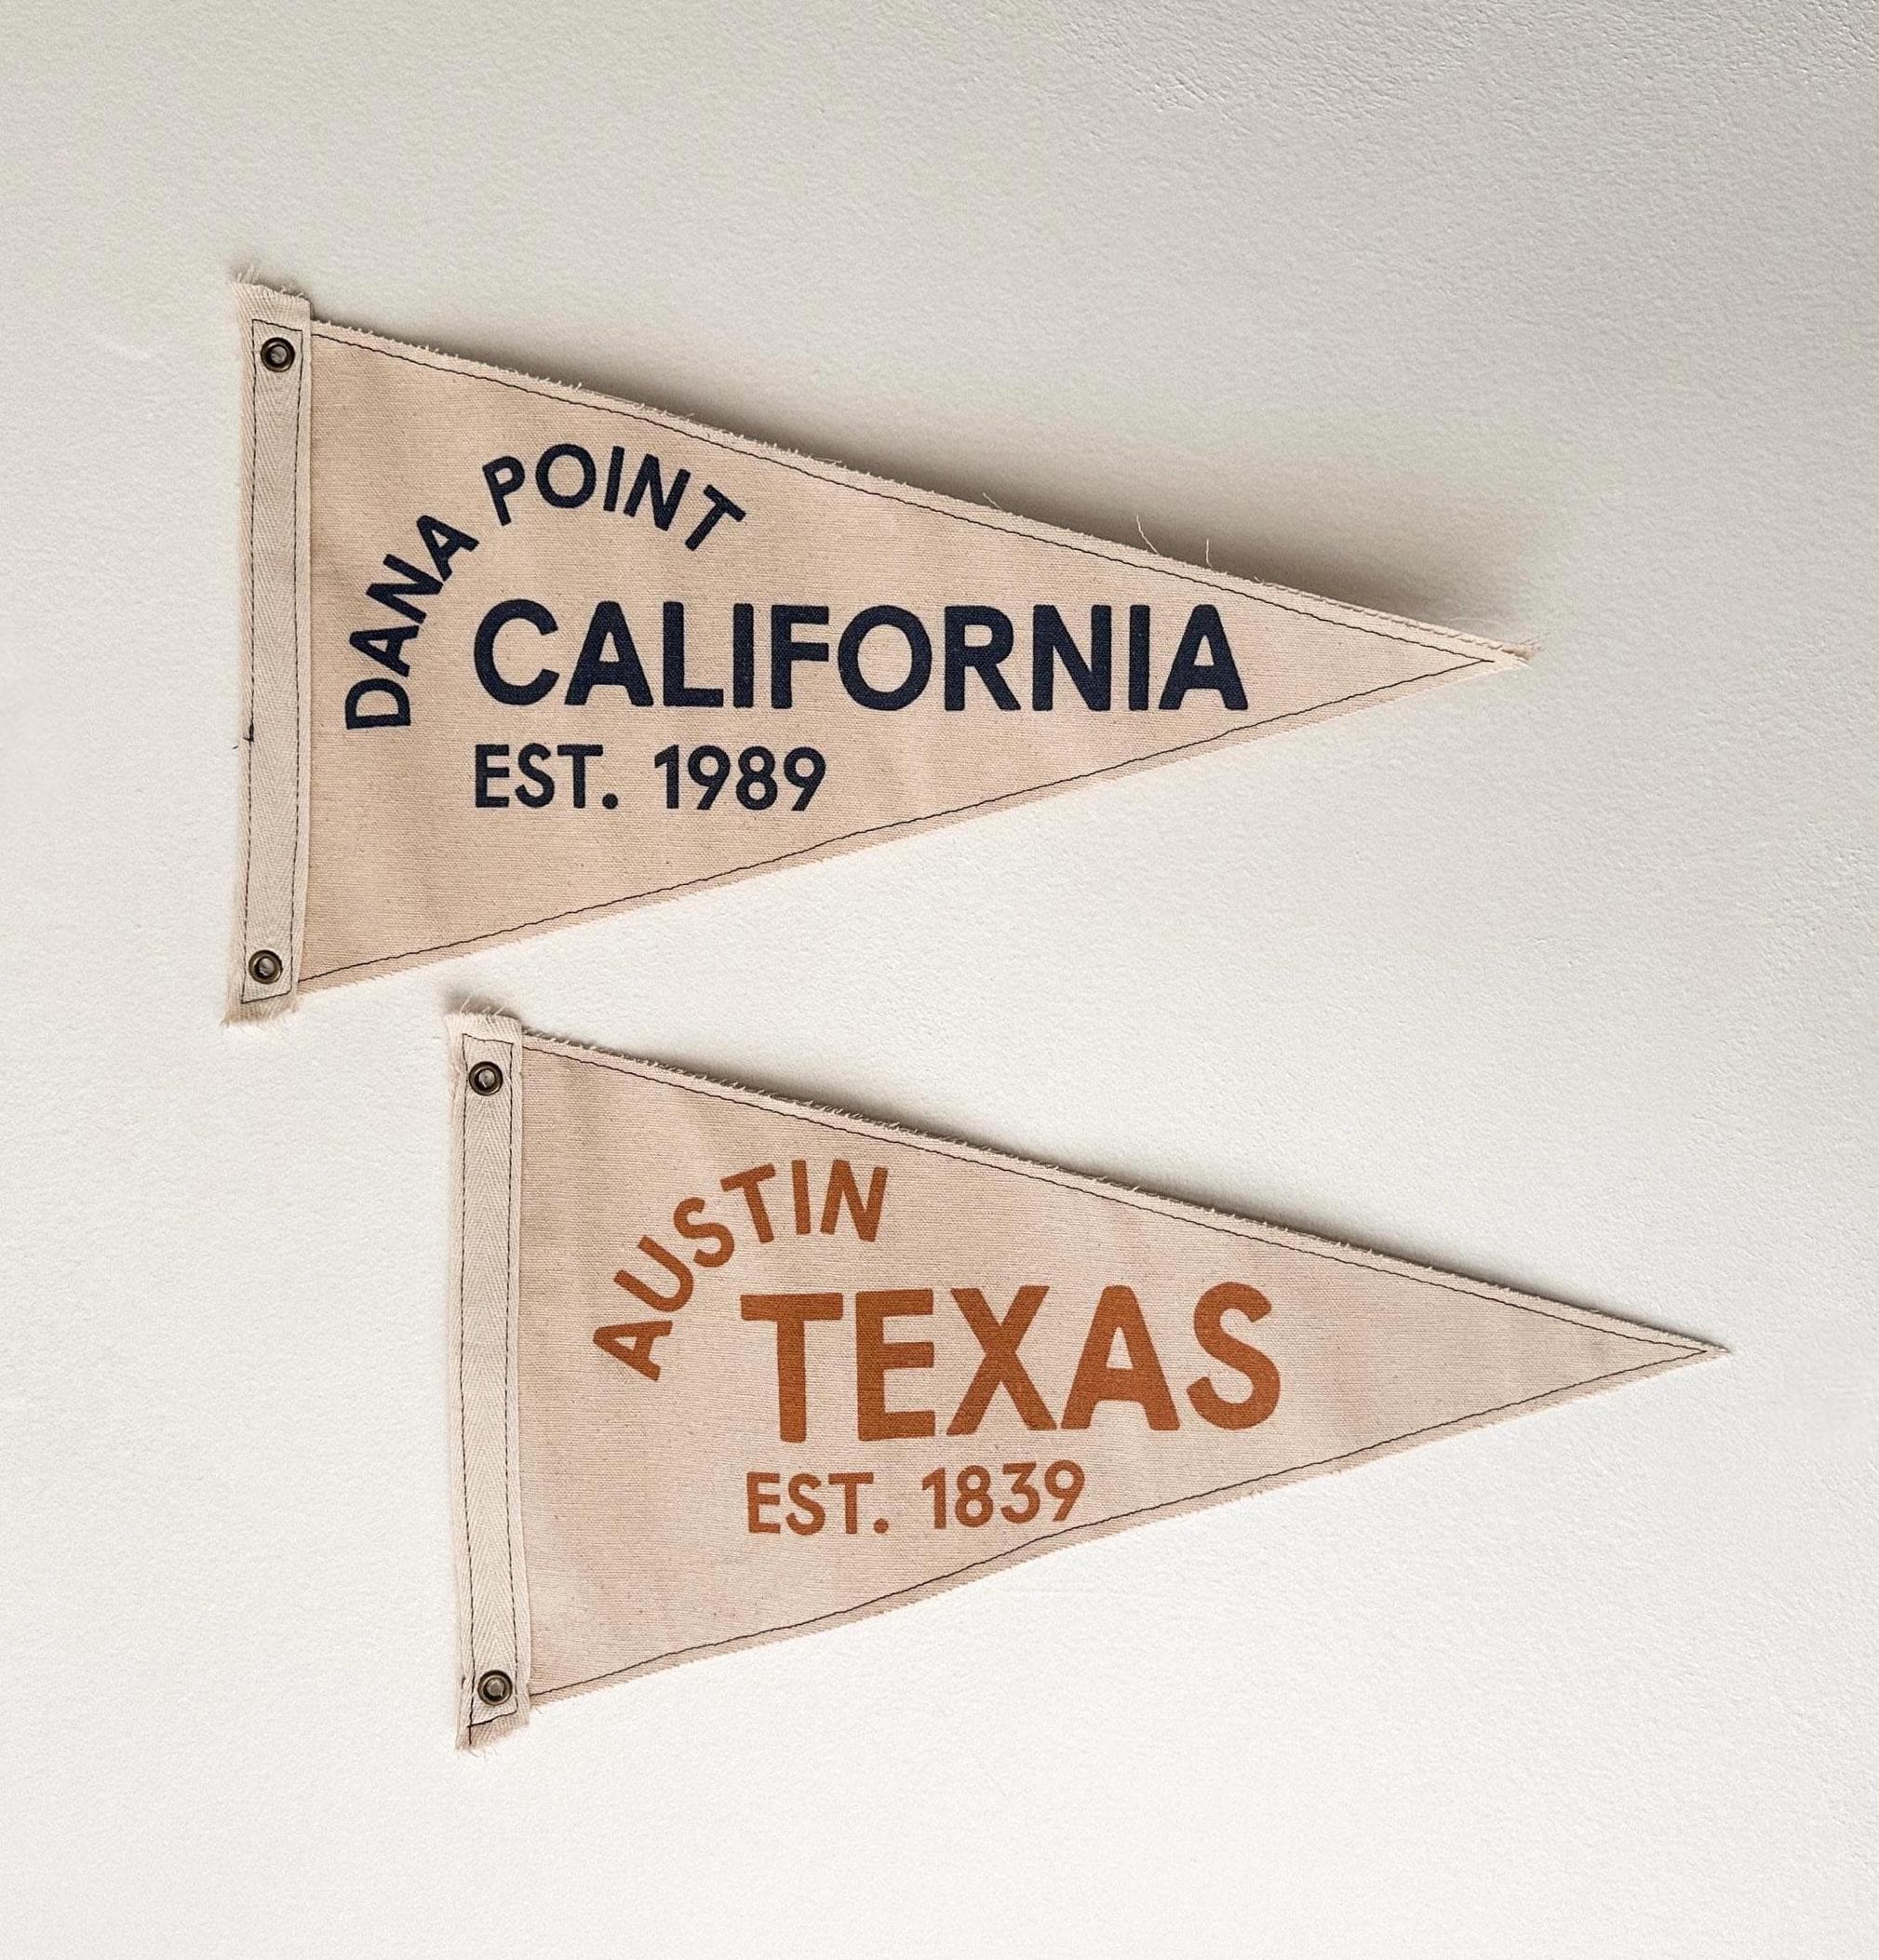 DANA POINT
CALIFORNIA
EST. 1989
AUSTIN
TEXAS
EST. 1839